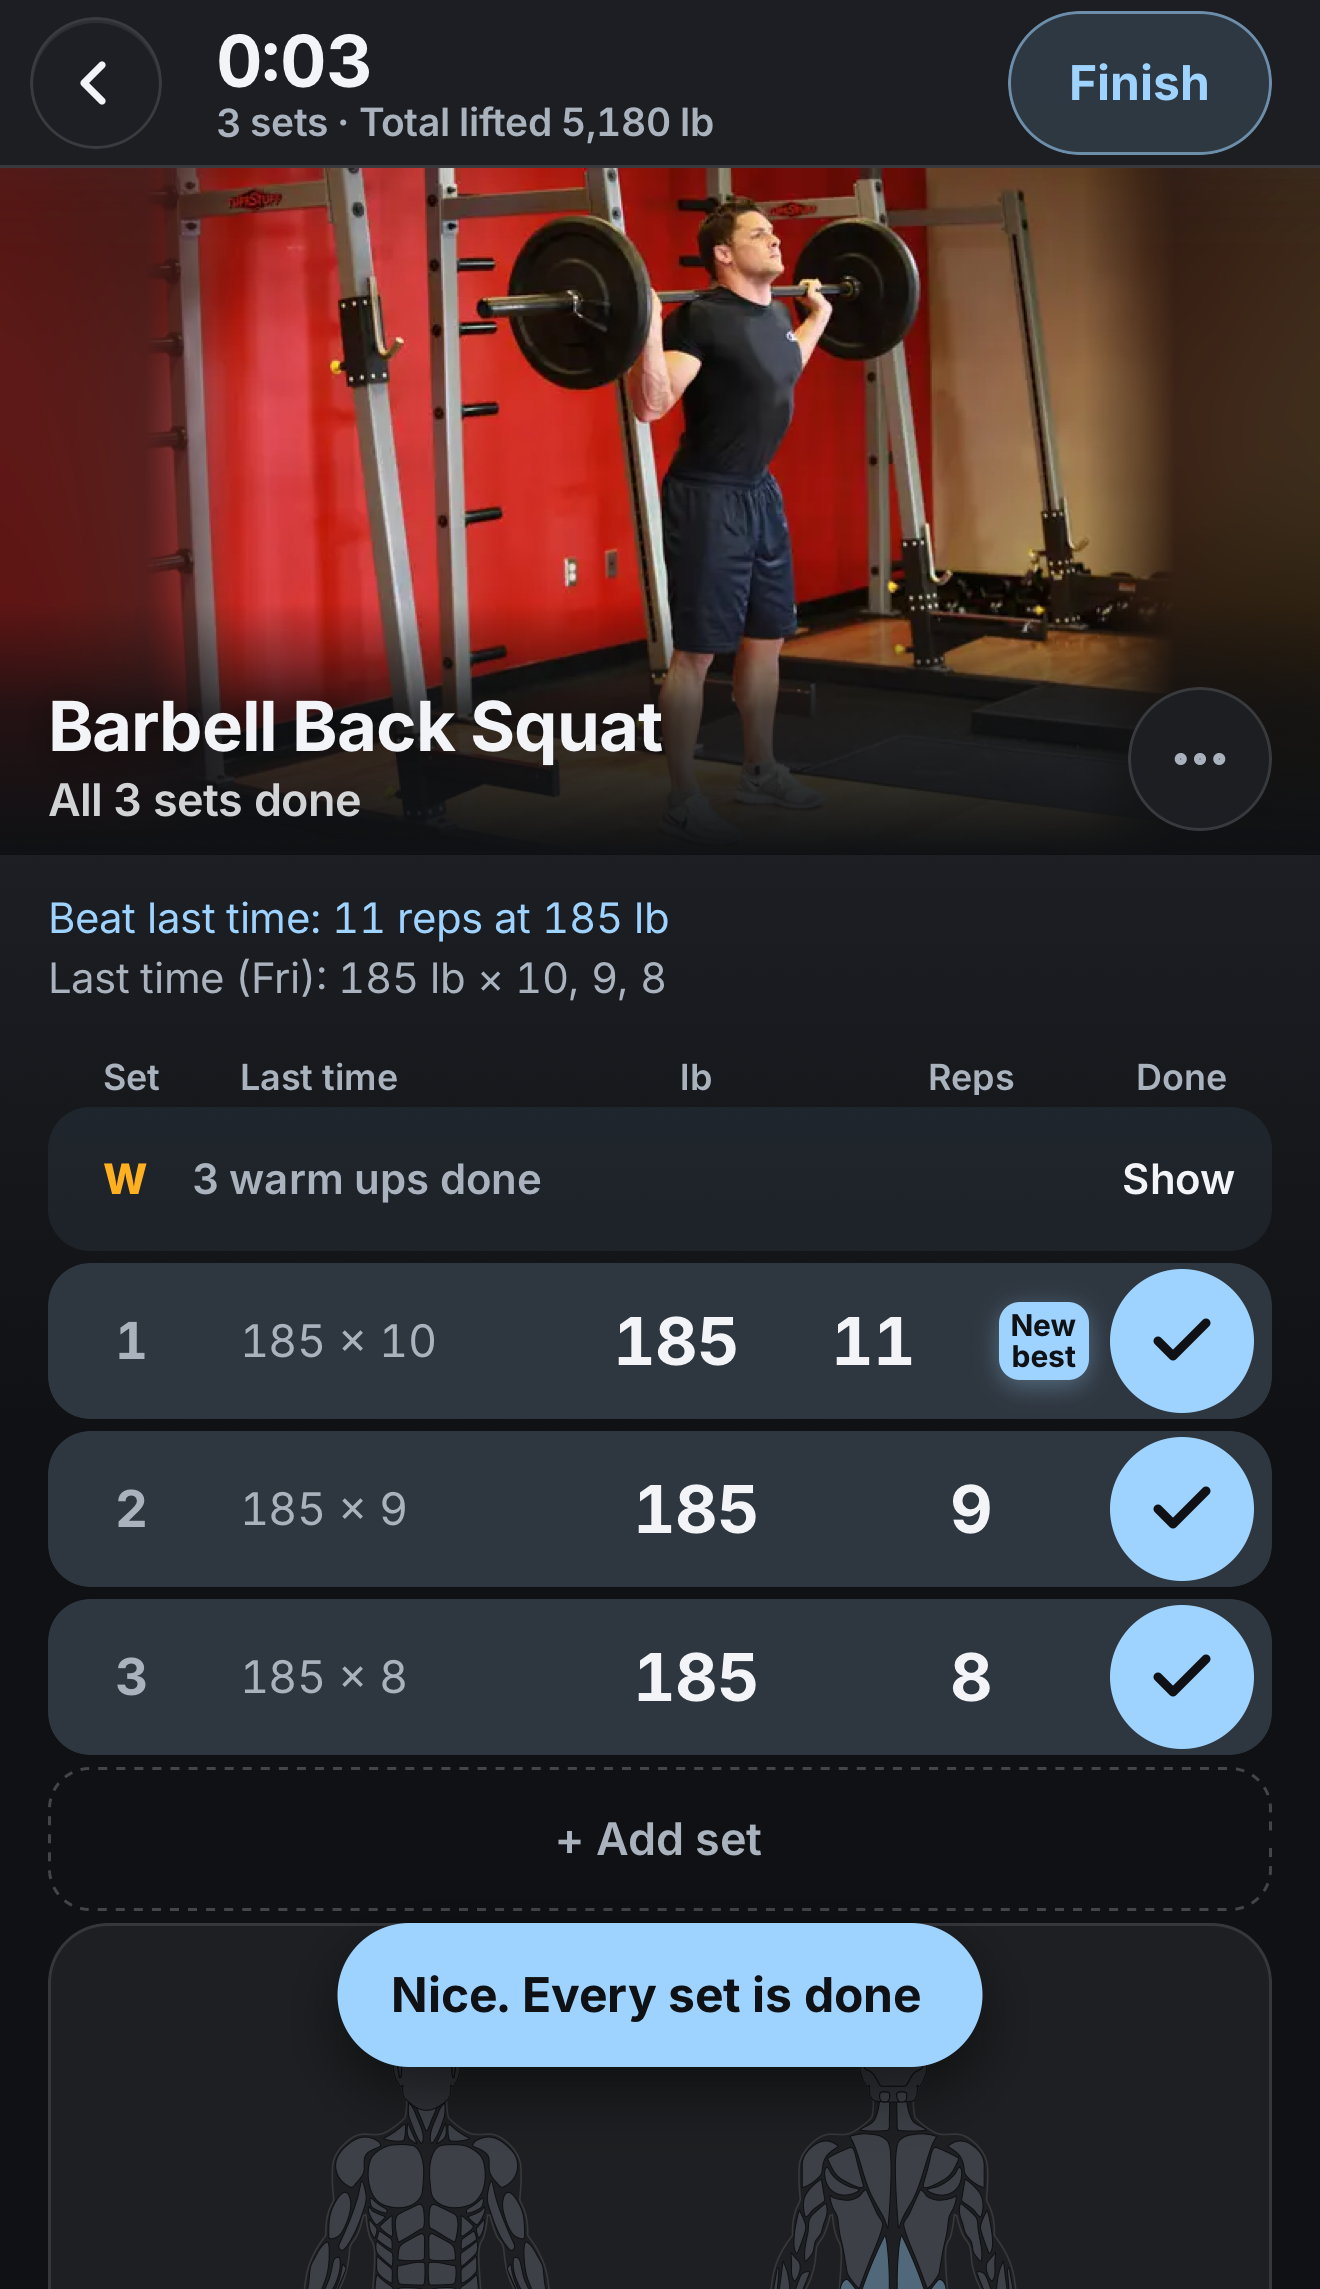 0:03
3 sets · Total lifted 5,180 lb
Finish
Barbell Back Squat
All 3 sets done
Beat last time: 11 reps at 185 lb
Last time (Fri): 185 lb × 10, 9, 8
Set Last time lb Reps Done
W 3 warm ups done Show
1 185 × 10 185 11 New best
2 185 × 9 185 9
3 185 × 8 185 8
+ Add set
Nice. Every set is done